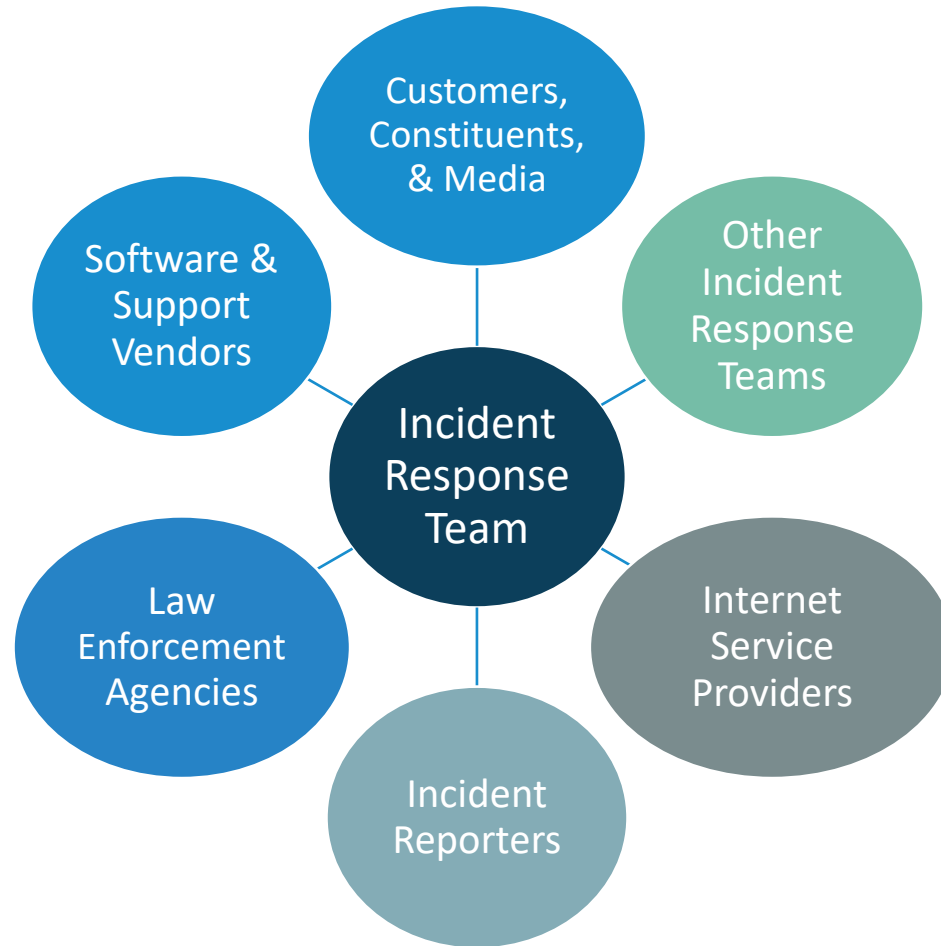 Customers,
Constituents,
& Media
Other
Incident
Response
Teams
Software &
Support
Vendors
Incident
Response
Team
Internet
Service
Providers
Law
Enforcement
Agencies
Incident
Reporters